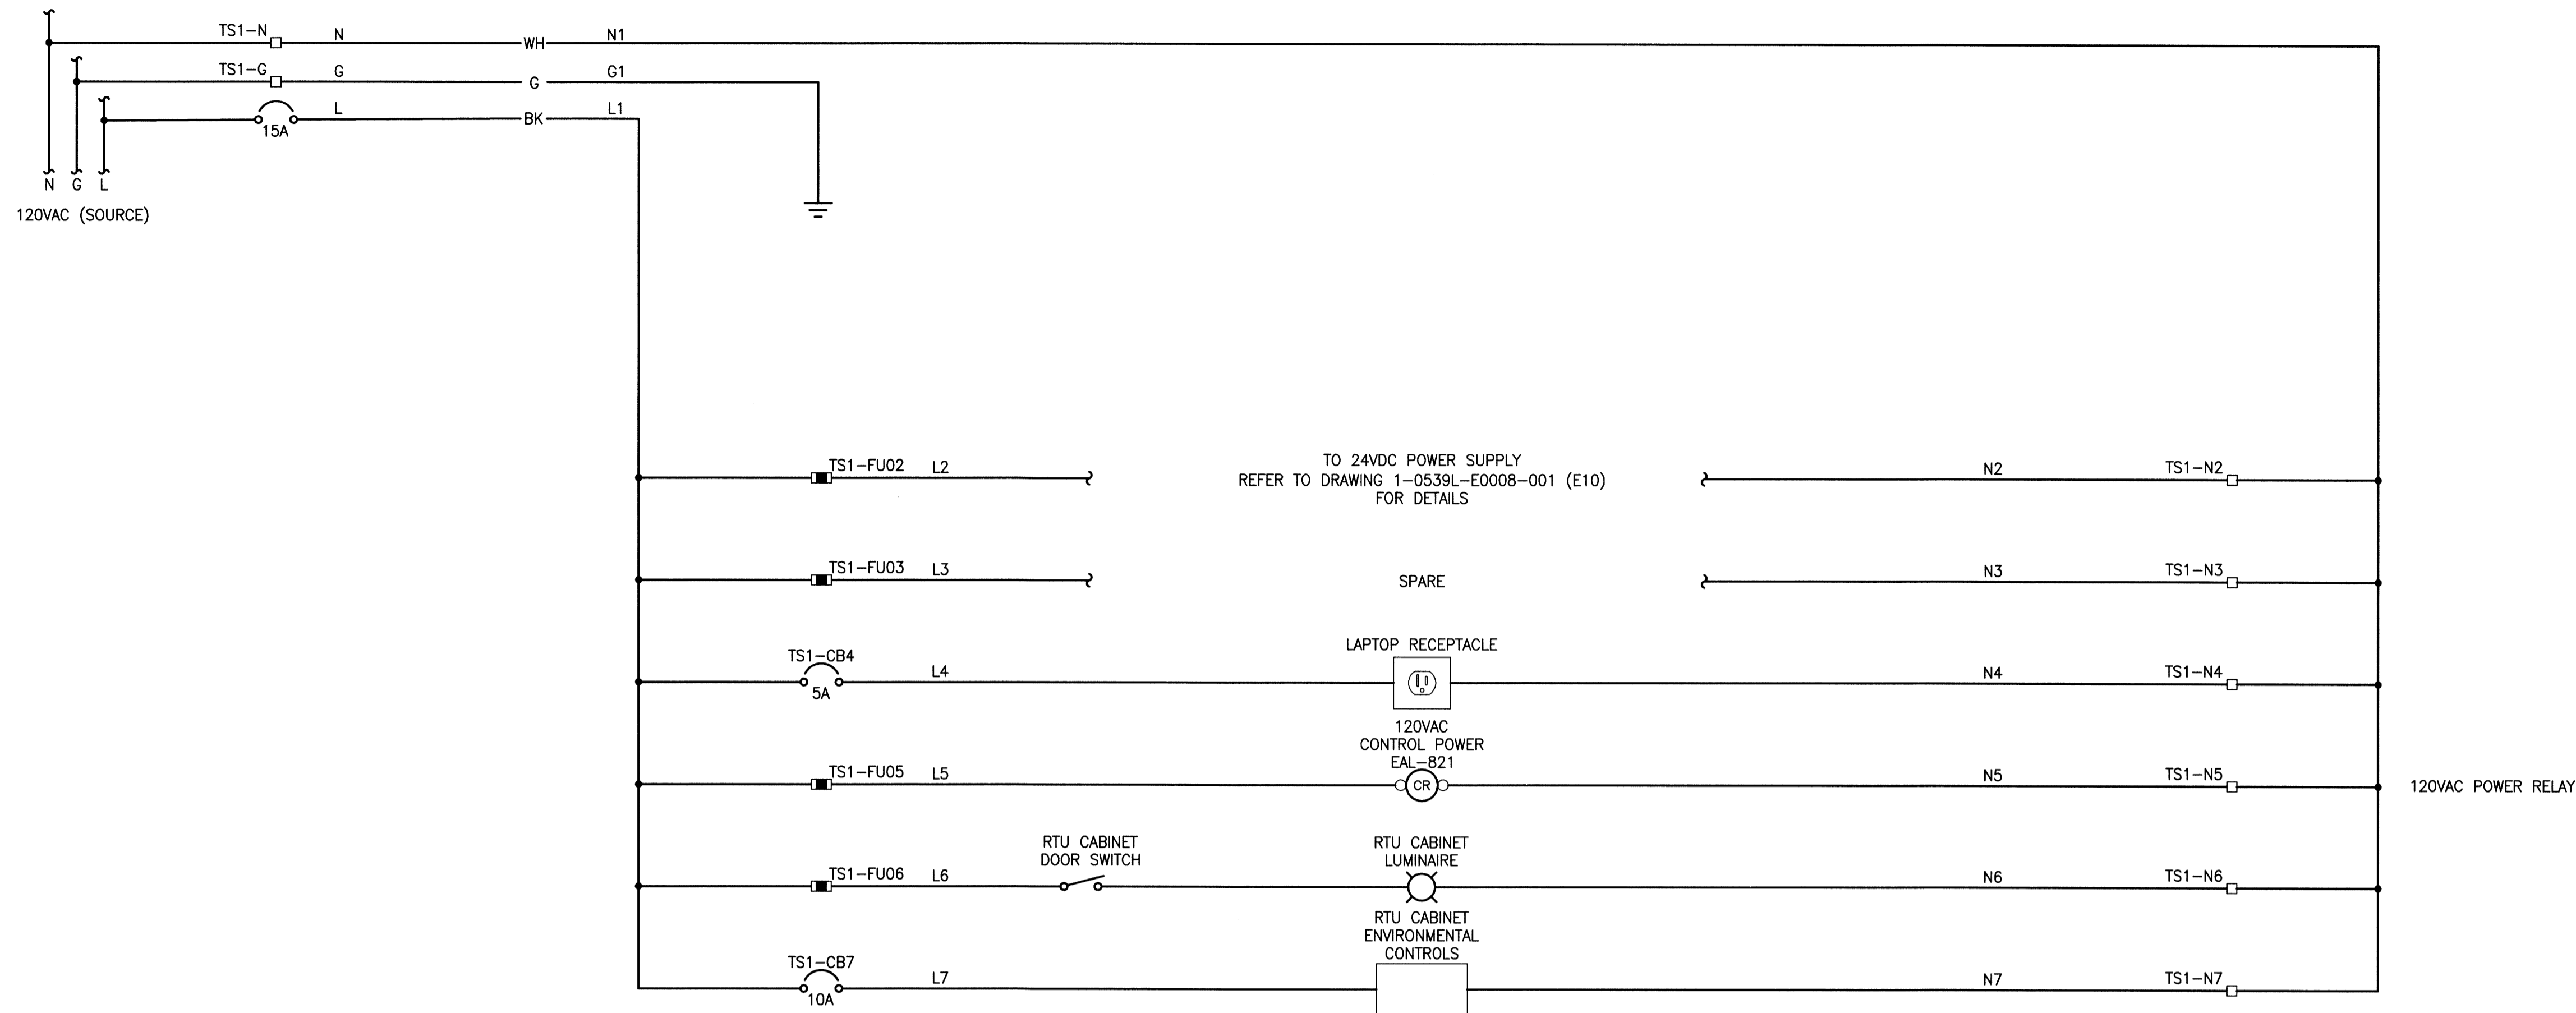 TS1-N N WH N1
TS1-G G G G1
L BK L1
15A
N G L
120VAC (SOURCE)
TO 24VDC POWER SUPPLY
TS1-FU02 L2 REFER TO DRAWING 1-0539L-E0008-001 (E10) N2 TS1-N2
FOR DETAILS
TS1-FU03 L3 SPARE N3 TS1-N3
LAPTOP RECEPTACLE
TS1-CB4 L4 N4 TS1-N4
5A
120VAC
CONTROL POWER
EAL-821
TS1-FU05 L5 CR N5 TS1-N5 120VAC POWER RELAY
RTU CABINET
DOOR SWITCH
RTU CABINET
LUMINAIRE
TS1-FU06 L6 N6 TS1-N6
RTU CABINET
ENVIRONMENTAL
CONTROLS
TS1-CB7 L7 N7 TS1-N7
10A